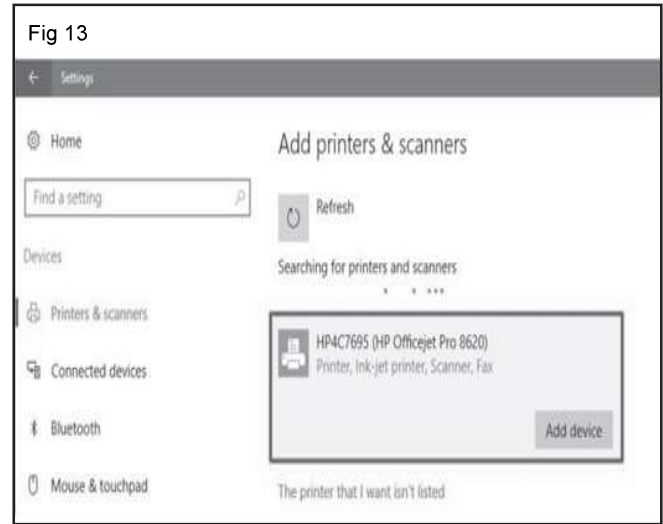 Fig 13
Settings
Home
Find a setting
Devices
Printers & scanners
Connected devices
Bluetooth
Mouse & touchpad
Add printers & scanners
Refresh
Searching for printers and scanners
HP4C7695 (HP Officejet Pro 8620)
Printer, Ink-jet printer, Scanner, Fax
Add device
The printer that I want isn't listed